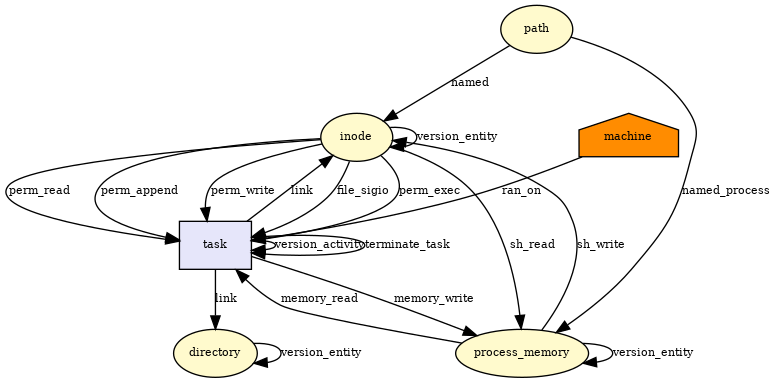 path
named
inode
version_entity
machine
perm_read
perm_append
perm_write
link
file_sigio
perm_exec
ran_on
named_process
task
version_activity
terminate_task
sh_read
sh_write
link
memory_read
memory_write
directory
version_entity
process_memory
version_entity